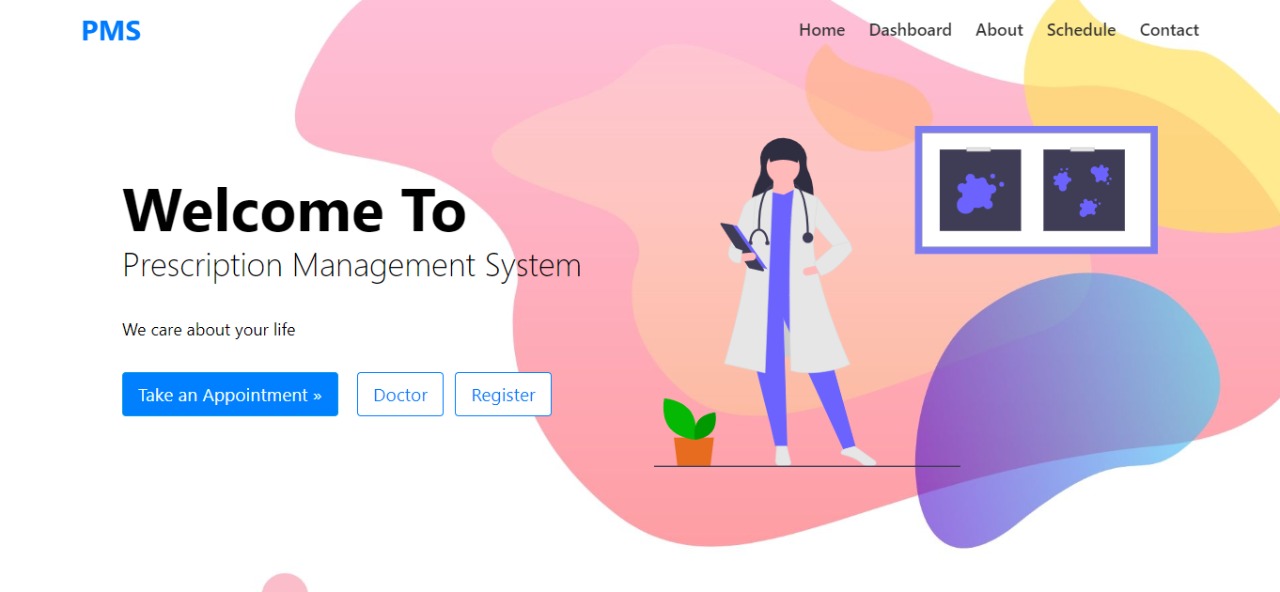 PMS
Home Dashboard About Schedule Contact
Welcome To
Prescription Management System
We care about your life
Take an Appointment » Doctor Register